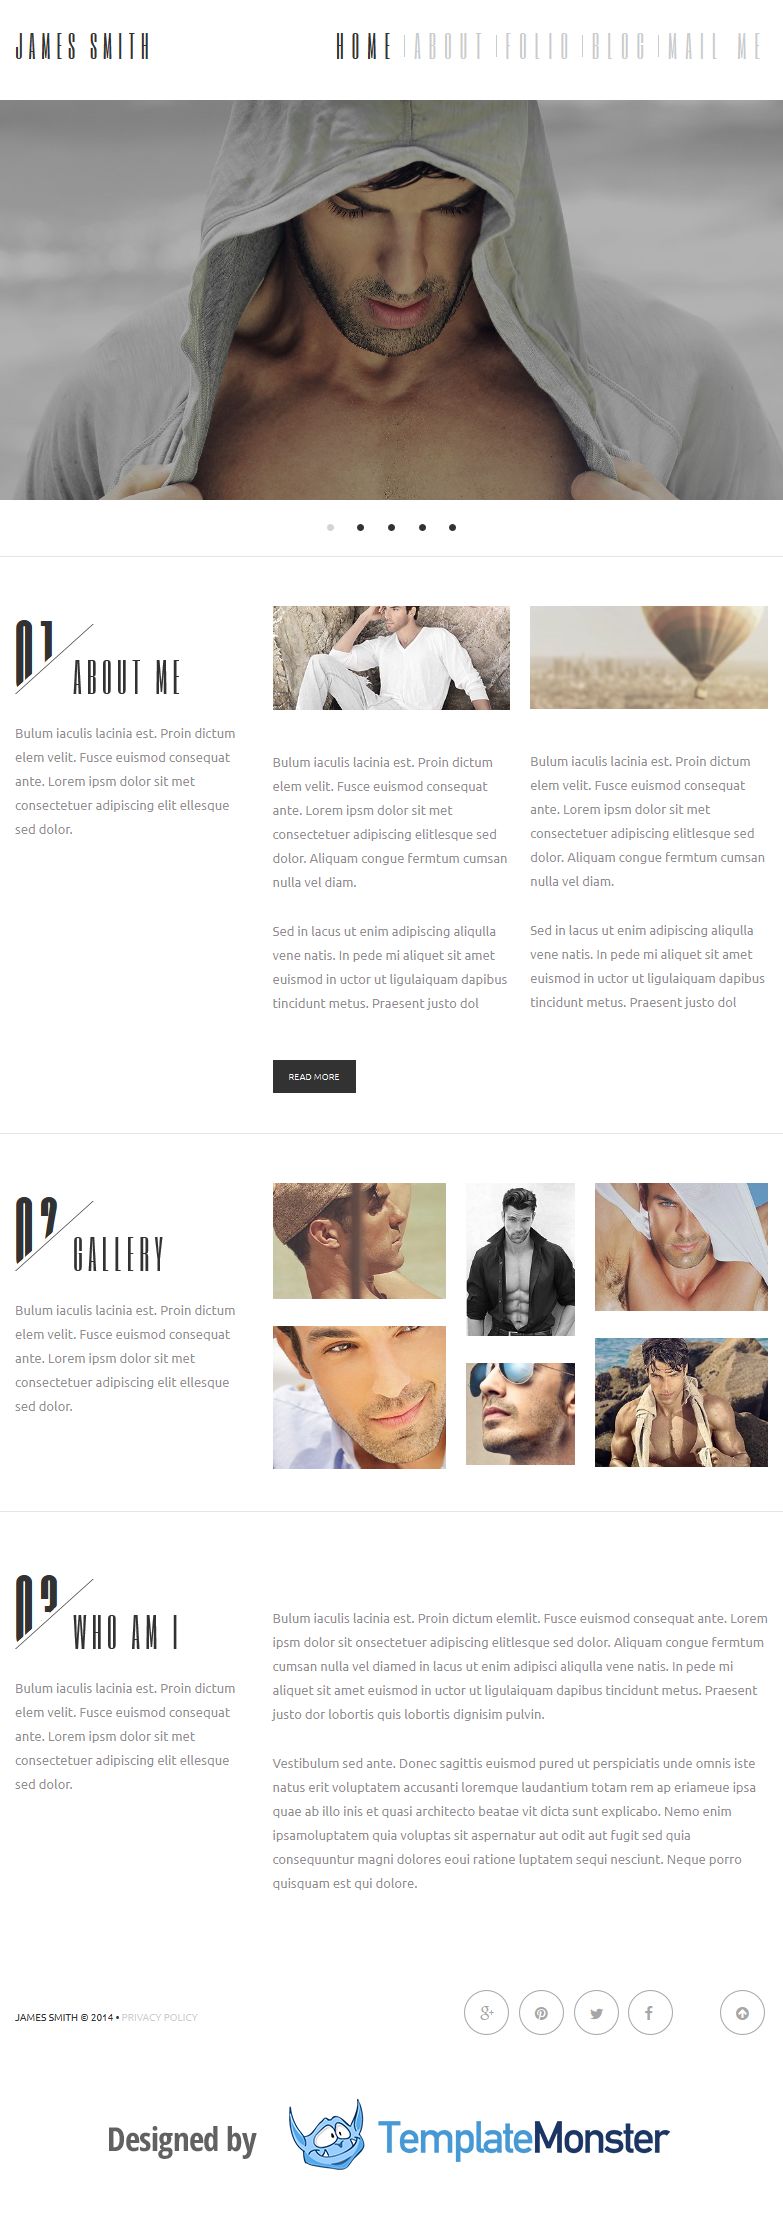 JAMES SMITH
HOME ABOUT FOLIO BLOG MAIL ME
01
ABOUT ME
Bulum iaculis lacinia est. Proin dictum
elem velit. Fusce euismod consequat
ante. Lorem ipsm dolor sit met
consectetuer adipiscing elit ellesque
sed dolor.
Bulum iaculis lacinia est. Proin dictum
elem velit. Fusce euismod consequat
ante. Lorem ipsm dolor sit met
consectetuer adipiscing elitlesque sed
dolor. Aliquam congue fermtum cumsan
nulla vel diam.
Sed in lacus ut enim adipiscing aliqulla
vene natis. In pede mi aliquet sit amet
euismod in uctor ut ligulaiquam dapibus
tincidunt metus. Praesent justo dol
READ MORE
Bulum iaculis lacinia est. Proin dictum
elem velit. Fusce euismod consequat
ante. Lorem ipsm dolor sit met
consectetuer adipiscing elitlesque sed
dolor. Aliquam congue fermtum cumsan
nulla vel diam.
Sed in lacus ut enim adipiscing aliqulla
vene natis. In pede mi aliquet sit amet
euismod in uctor ut ligulaiquam dapibus
tincidunt metus. Praesent justo dol
02
GALLERY
Bulum iaculis lacinia est. Proin dictum
elem velit. Fusce euismod consequat
ante. Lorem ipsm dolor sit met
consectetuer adipiscing elit ellesque
sed dolor.
03
WHO AM I
Bulum iaculis lacinia est. Proin dictum
elem velit. Fusce euismod consequat
ante. Lorem ipsm dolor sit met
consectetuer adipiscing elit ellesque
sed dolor.
Bulum iaculis lacinia est. Proin dictum elemlit. Fusce euismod consequat ante. Lorem
ipsm dolor sit onsectetuer adipiscing elitlesque sed dolor. Aliquam congue fermtum
cumsan nulla vel diamed in lacus ut enim adipisci aliqulla vene natis. In pede mi
aliquet sit amet euismod in uctor ut ligulaiquam dapibus tincidunt metus. Praesent
justo dor lobortis quis lobortis dignisim pulvin.
Vestibulum sed ante. Donec sagittis euismod pured ut perspiciatis unde omnis iste
natus erit voluptatem accusanti loremque laudantium totam rem ap eriameue ipsa
quae ab illo inis et quasi architecto beatae vit dicta sunt explicabo. Nemo enim
ipsamoluptatem quia voluptas sit aspernatur aut odit aut fugit sed quia
consequuntur magni dolores eoui ratione luptatem sequi nesciunt. Neque porro
quisquam est qui dolore.
JAMES SMITH © 2014 • PRIVACY POLICY
Designed by TemplateMonster